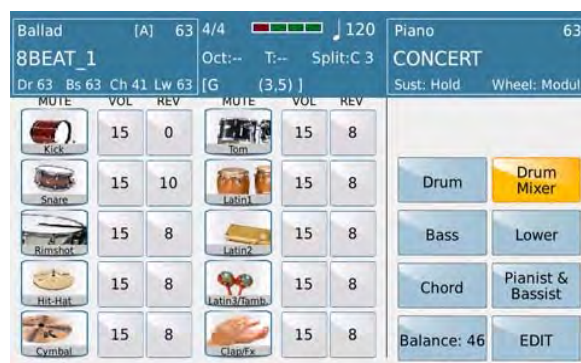 Ballad [A] 63 4/4 120 Piano 63
8BEAT_1 Oct:-- T:-- Split:C 3 CONCERT
Dr 63 Bs 63 Ch 41 Lw 63 [G (3,5) ] Sust: Hold Wheel: Modul
MUTE VOL REV MUTE VOL REV
15 0 15 8
Kick Tom
15 10 15 8 Drum Drum Mixer
Snare Latin1
15 8 15 8 Bass Lower
Rimshot Latin2
15 8 15 8 Chord Pianist & Bassist
Hit-Hat Latin3/Tamb.
15 8 15 8 Balance: 46 EDIT
Cymbal Clap/Fx